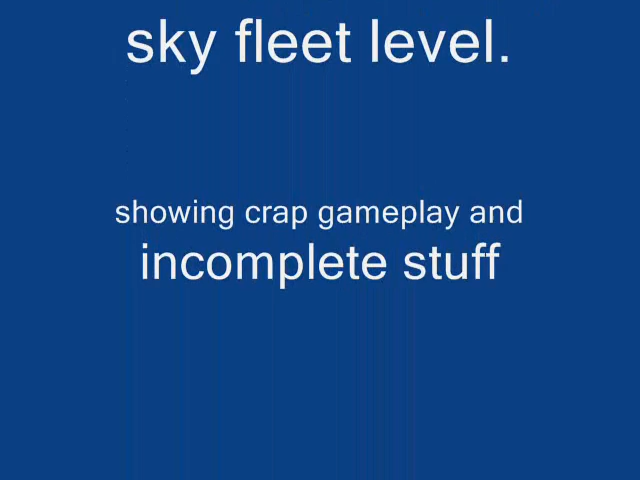 sky fleet level.
showing crap gameplay and
incomplete stuff